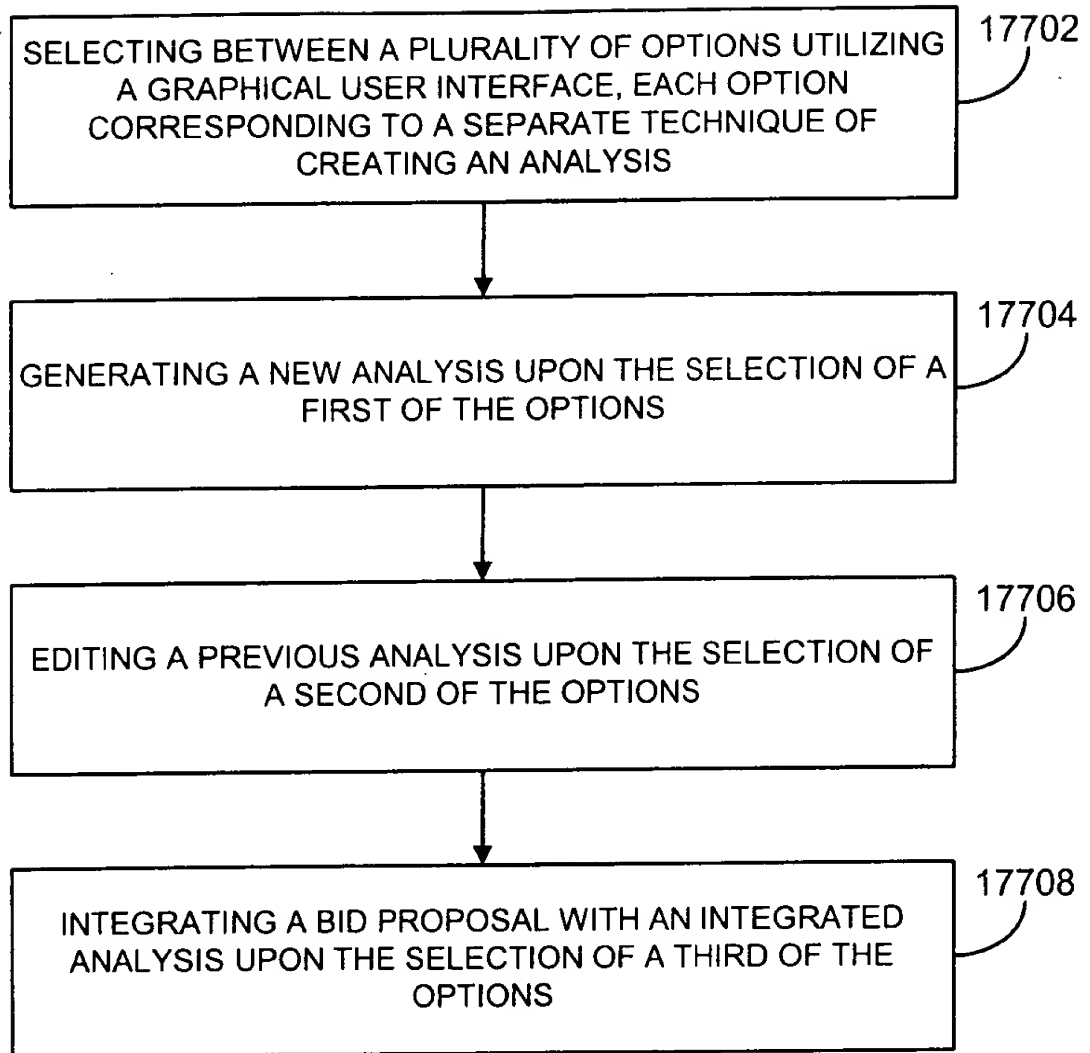 SELECTING BETWEEN A PLURALITY OF OPTIONS UTILIZING
A GRAPHICAL USER INTERFACE, EACH OPTION
CORRESPONDING TO A SEPARATE TECHNIQUE OF
CREATING AN ANALYSIS
17702
GENERATING A NEW ANALYSIS UPON THE SELECTION OF A
FIRST OF THE OPTIONS
17704
EDITING A PREVIOUS ANALYSIS UPON THE SELECTION OF
A SECOND OF THE OPTIONS
17706
INTEGRATING A BID PROPOSAL WITH AN INTEGRATED
ANALYSIS UPON THE SELECTION OF A THIRD OF THE
OPTIONS
17708